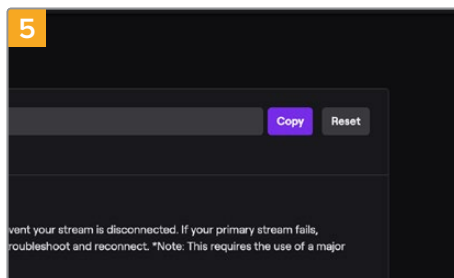 5
Copy Reset
vent your stream is disconnected. If your primary stream fails,
roubleshoot and reconnect. *Note: This requires the use of a major